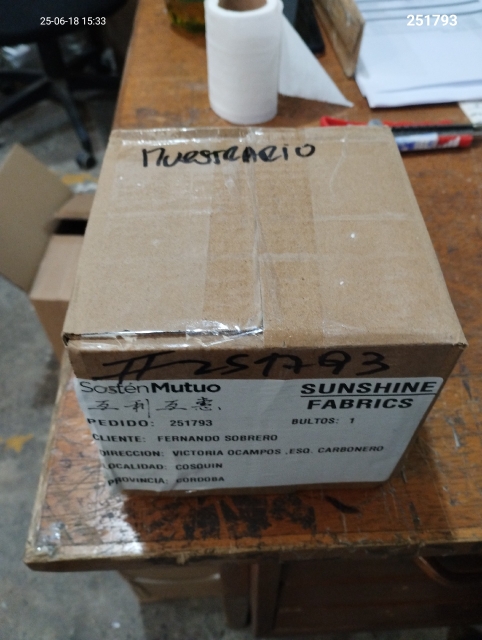 25-06-18 15:33
251793
MUESTRARIO
#251793
SosténMutuo
SUNSHINE
FABRICS
互利互惠
PEDIDO: 251793 BULTOS: 1
CLIENTE: FERNANDO SOBRERO
DIRECCION: VICTORIA OCAMPOS ,ESQ. CARBONERO
LOCALIDAD: COSQUIN
PROVINCIA: CORDOBA